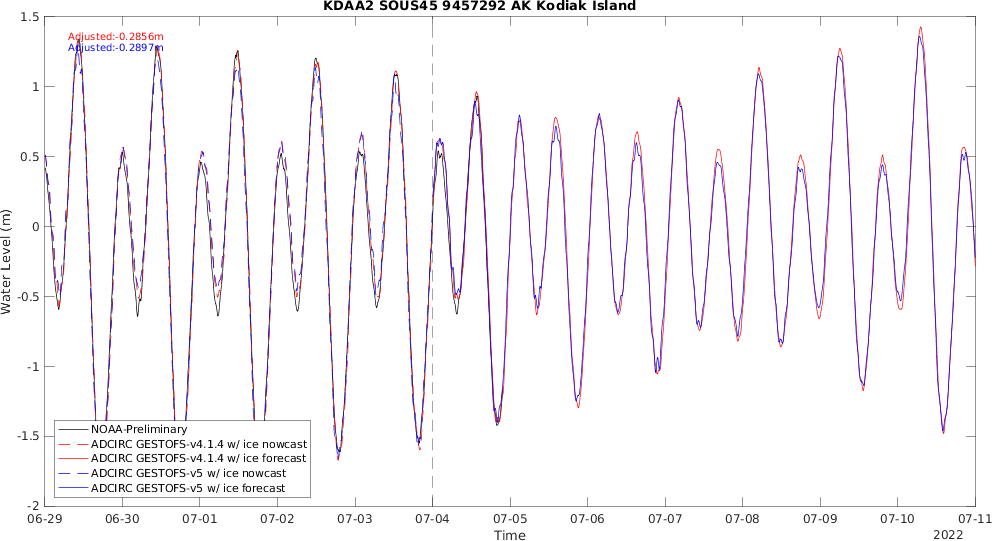 KDAA2 SOUS45 9457292 AK Kodiak Island
1.5
1
0.5
0
-0.5
-1
-1.5
-2
Water Level (m)
Adjusted:-0.2856m
Adjusted:-0.2897m
NOAA-Preliminary
ADCIRC GESTOFS-v4.1.4 w/ ice nowcast
ADCIRC GESTOFS-v4.1.4 w/ ice forecast
ADCIRC GESTOFS-v5 w/ ice nowcast
ADCIRC GESTOFS-v5 w/ ice forecast
06-29 06-30 07-01 07-02 07-03 07-04 07-05 07-06 07-07 07-08 07-09 07-10 07-11
Time
2022